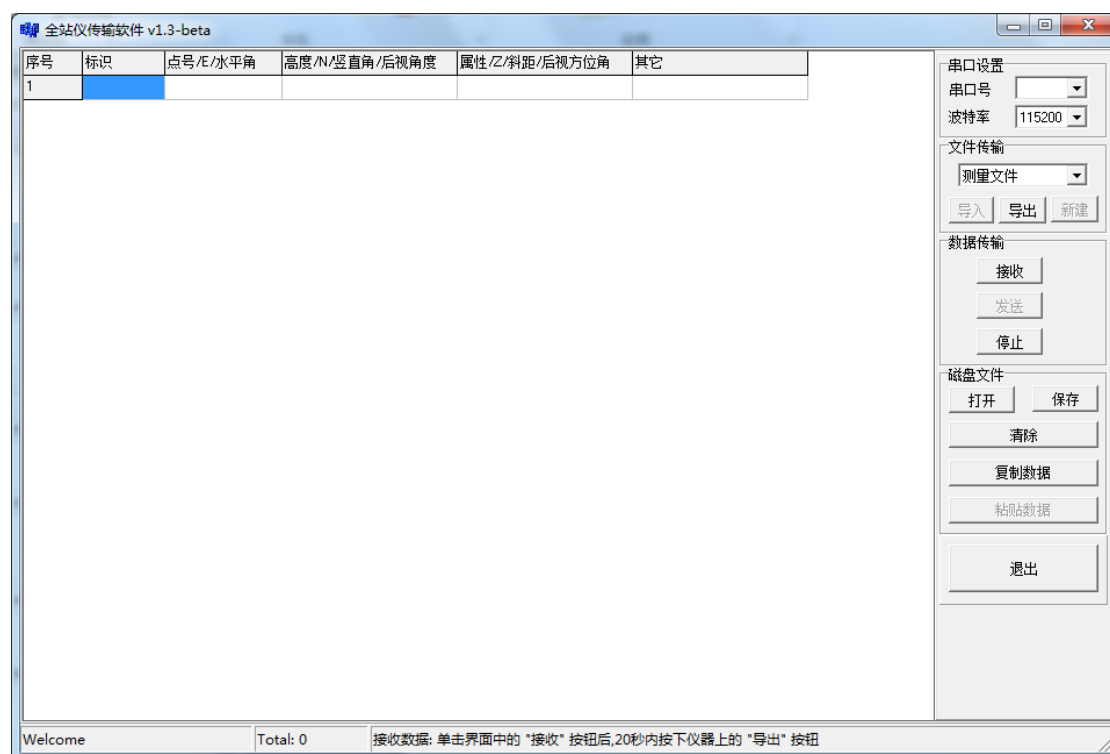 全站仪传输软件 v1.3-beta
序号 标识 点号/E/水平角 高度/N/竖直角/后视角度 属性/Z/斜距/后视方位角 其它
1
串口设置
串口号
波特率 115200
文件传输
测量文件
导入 导出 新建
数据传输
接收
发送
停止
磁盘文件
打开 保存
清除
复制数据
粘贴数据
退出
Welcome Total: 0 接收数据: 单击界面中的 "接收" 按钮后,20秒内按下仪器上的 "导出" 按钮